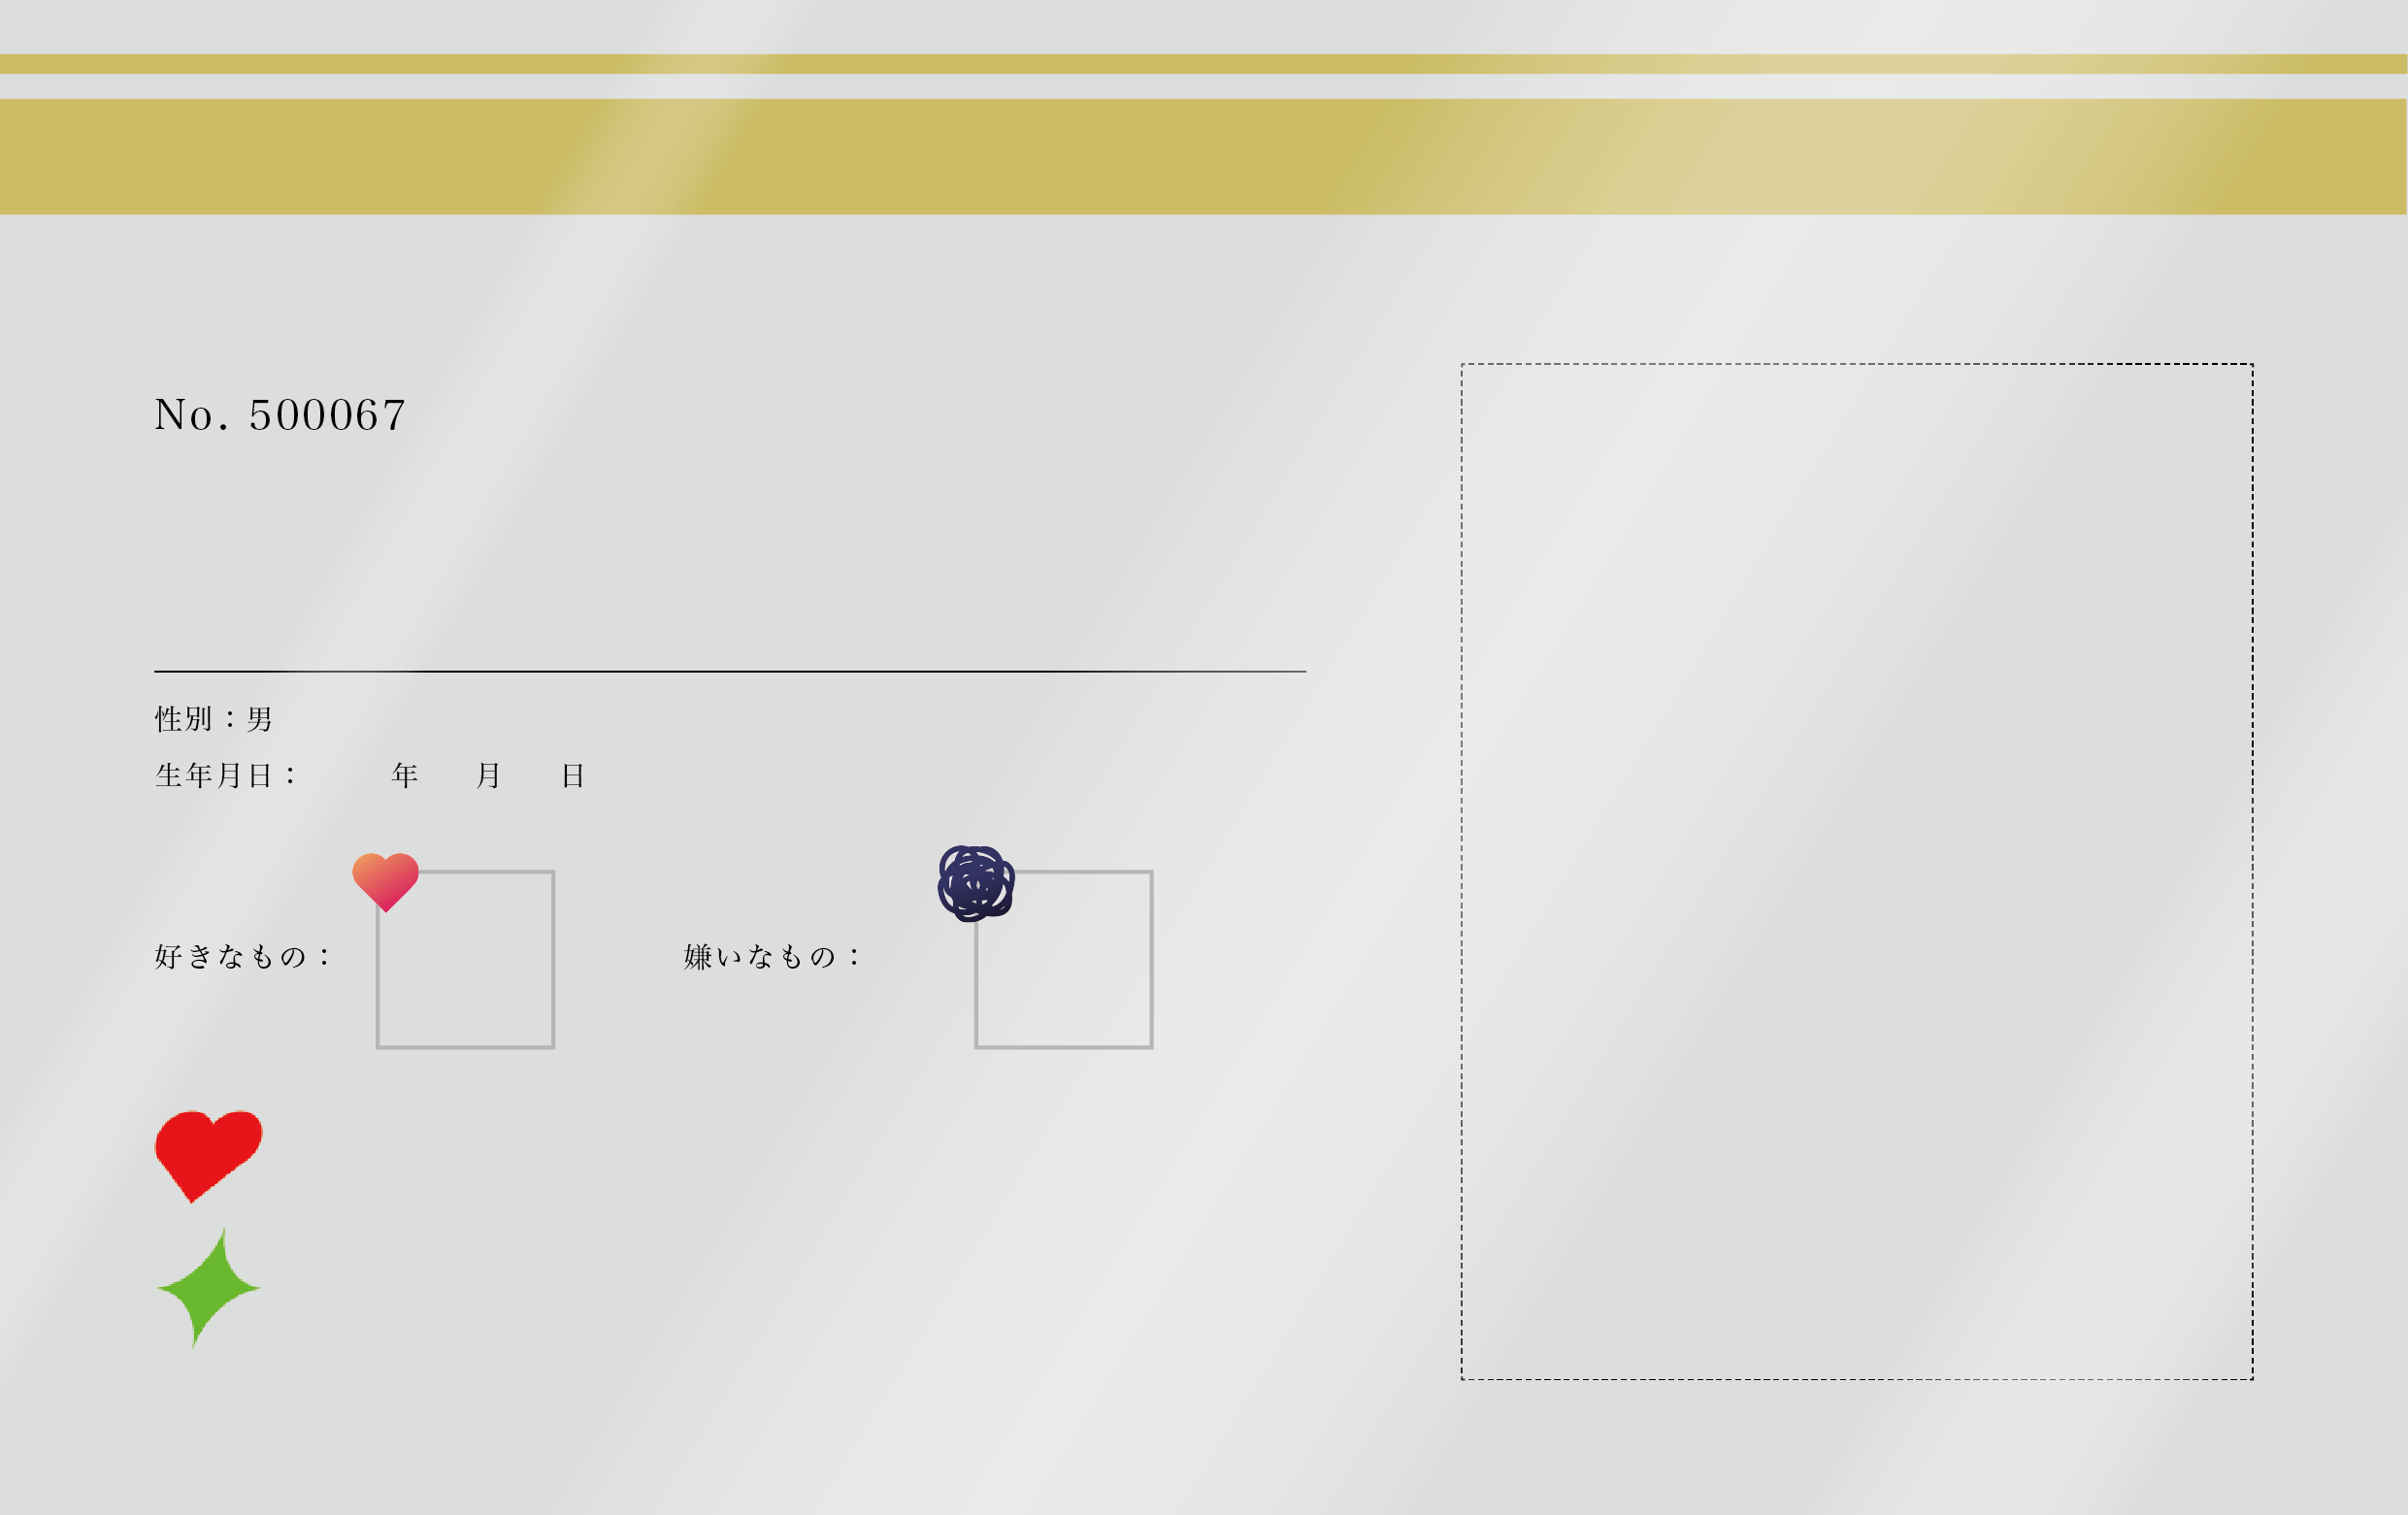 No. 500067
性別：男
生年月日：　　　年　　月　　日
好きなもの：　　　嫌いなもの：